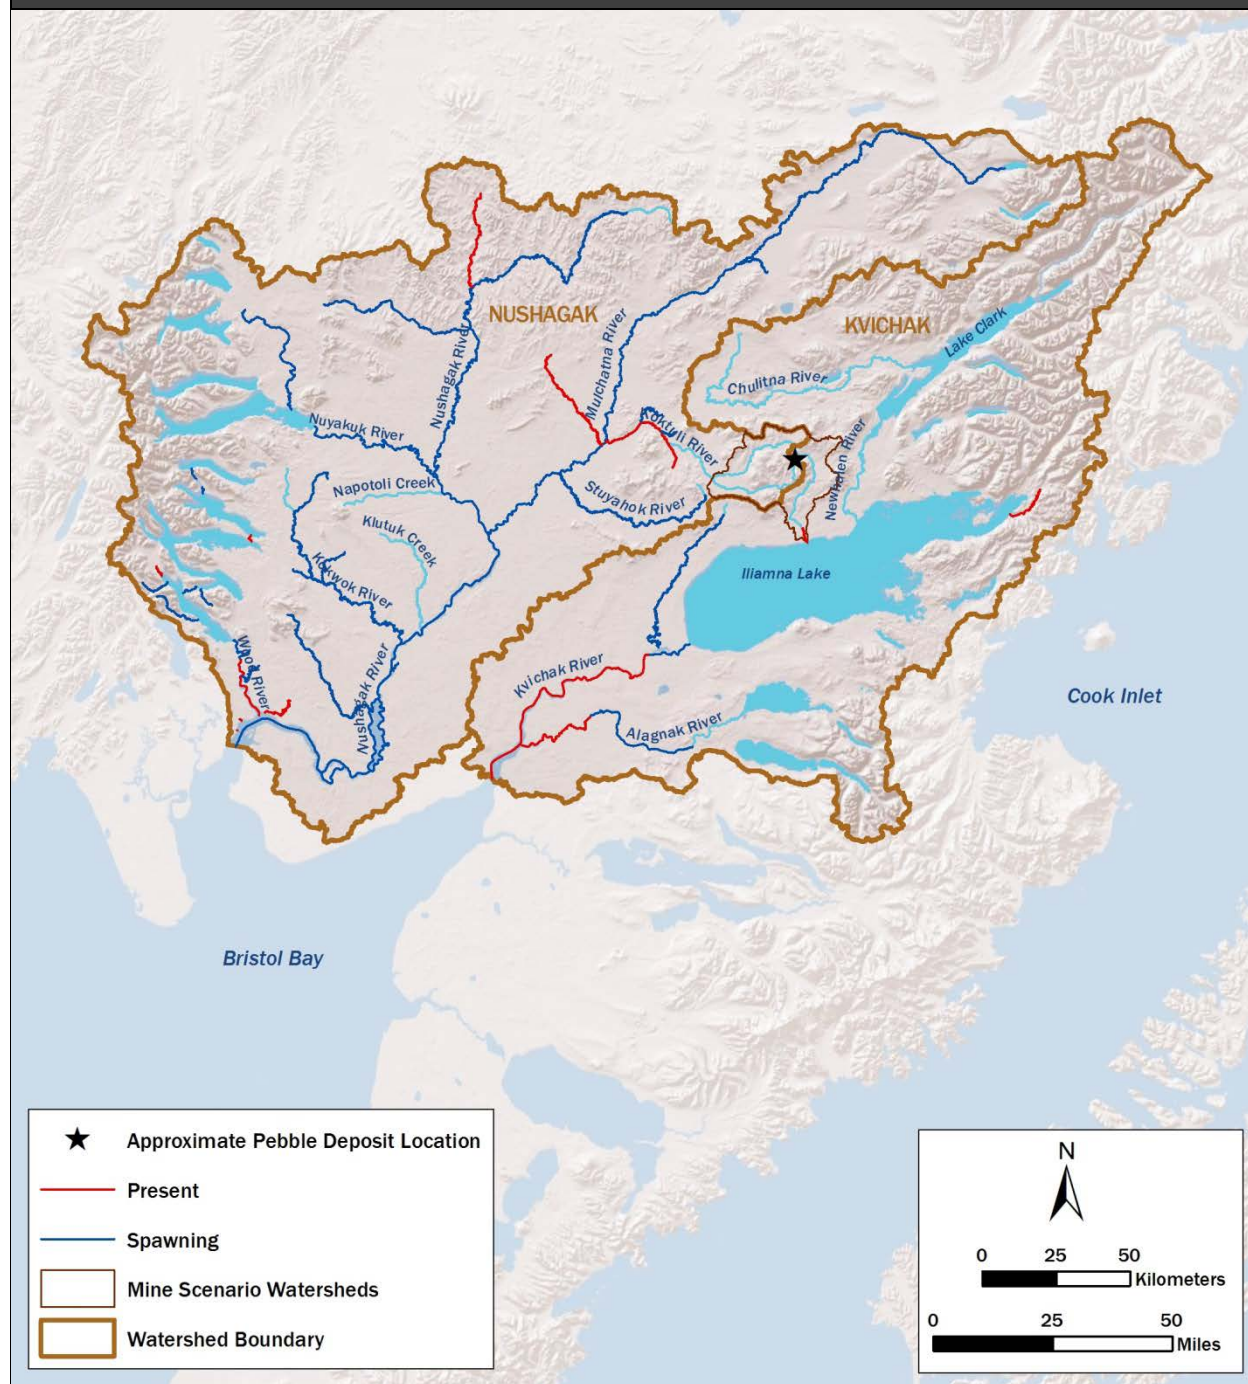 NUSHAGAK
KVICHAK
Nushagak River
Mulchatna River
Lake Clark
Chulitna River
Nuyakuk River
Koktuli River
Newhalen River
Napotoli Creek
Stuyahok River
Klutuk Creek
Iliamna Lake
Kokwok River
Wood River
Nushagak River
Kvichak River
Alagnak River
Cook Inlet
Bristol Bay
Approximate Pebble Deposit Location
Present
Spawning
Mine Scenario Watersheds
Watershed Boundary
N
0 25 50
Kilometers
0 25 50
Miles